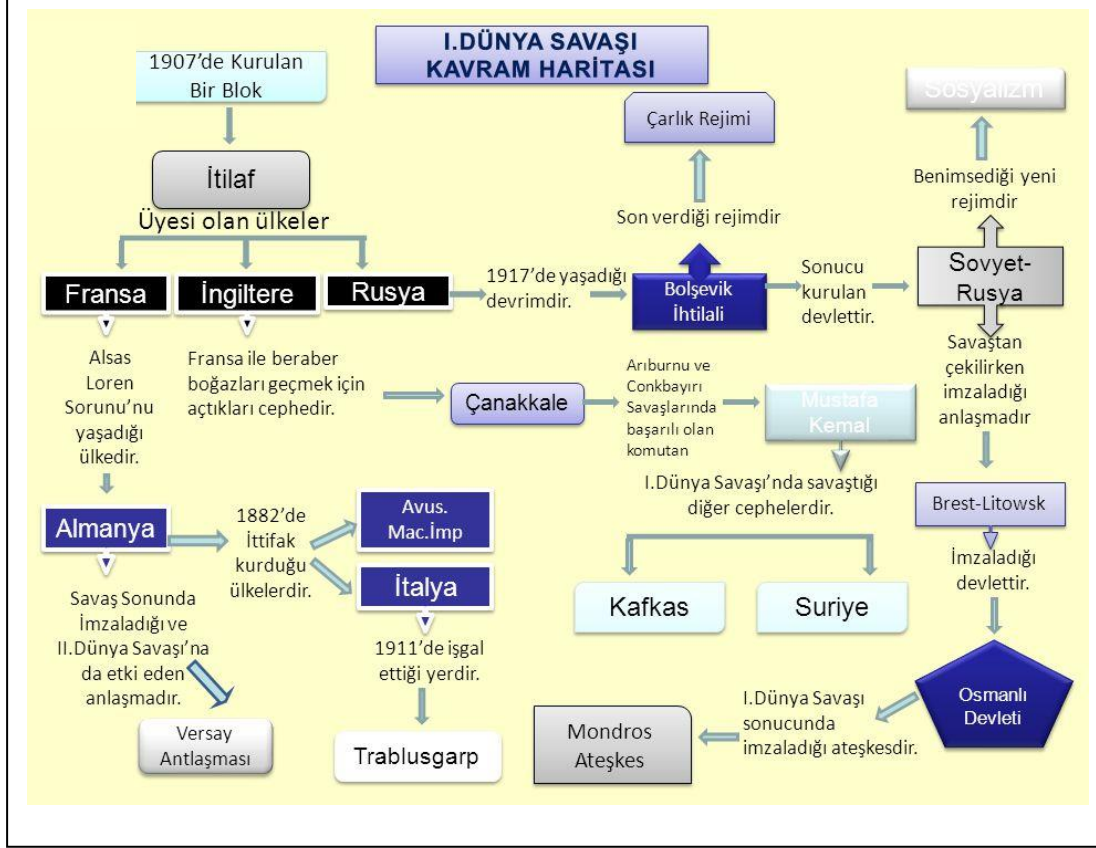 I.DÜNYA SAVAŞI
KAVRAM HARİTASI
1907'de Kurulan
Bir Blok
İtilaf
Üyesi olan ülkeler
Fransa
İngiltere
Rusya
1917'de yaşadığı
devrimdir.
Bolşevik
İhtilali
Son verdiği rejimdir
Çarlık Rejimi
Sonucu
kurulan
devlettir.
Sovyet-
Rusya
Benimsediği yeni
rejimdir
Sosyalizm
Savaştan
çekilirken
imzaladığı
anlaşmadır
Brest-Litowsk
İmzaladığı
devlettir.
Osmanlı
Devleti
I.Dünya Savaşı
sonucunda
imzaladığı ateşkesdir.
Mondros
Ateşkes
Alsas
Loren
Sorunu'nu
yaşadığı
ülkedir.
Fransa ile beraber
boğazları geçmek için
açtıkları cephedir.
Çanakkale
Arıburnu ve
Conkbayırı
Savaşlarında
başarılı olan
komutan
Mustafa
Kemal
I.Dünya Savaşı'nda savaştığı
diğer cephelerdir.
Kafkas
Suriye
Almanya
1882'de
İttifak
kurduğu
ülkelerdir.
Avus.
Mac.İmp
İtalya
1911'de işgal
ettiği yerdir.
Trablusgarp
Savaş Sonunda
İmzaladığı ve
II.Dünya Savaşı'na
da etki eden
anlaşmadır.
Versay
Antlaşması